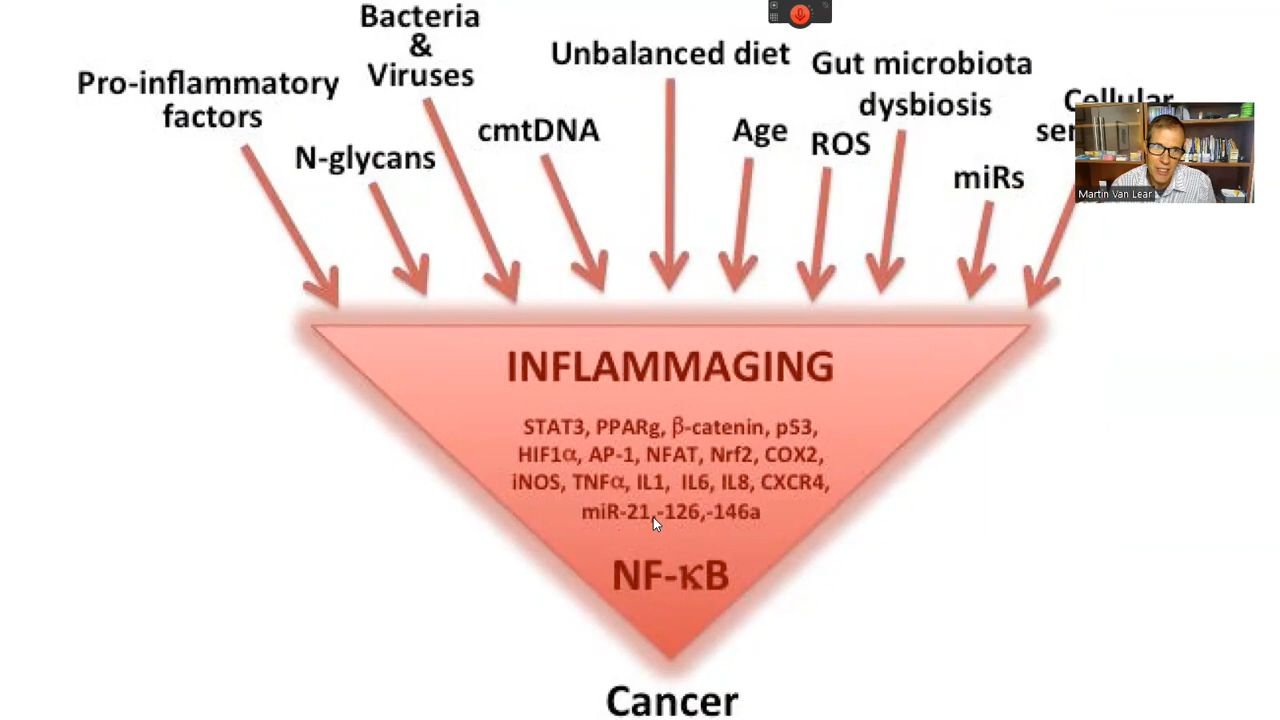 Bacteria
&
Viruses
Pro-inflammatory
factors
N-glycans
cmtDNA
Unbalanced diet
Age
ROS
Gut microbiota
dysbiosis
miRs
Cellular
Martin Van Lear
INFLAMMAGING
STAT3, PPARg, β-catenin, p53,
HIF1α, AP-1, NFAT, Nrf2, COX2,
iNOS, TNFα, IL1, IL6, IL8, CXCR4,
miR-21,-126,-146a
NF-κB
Cancer